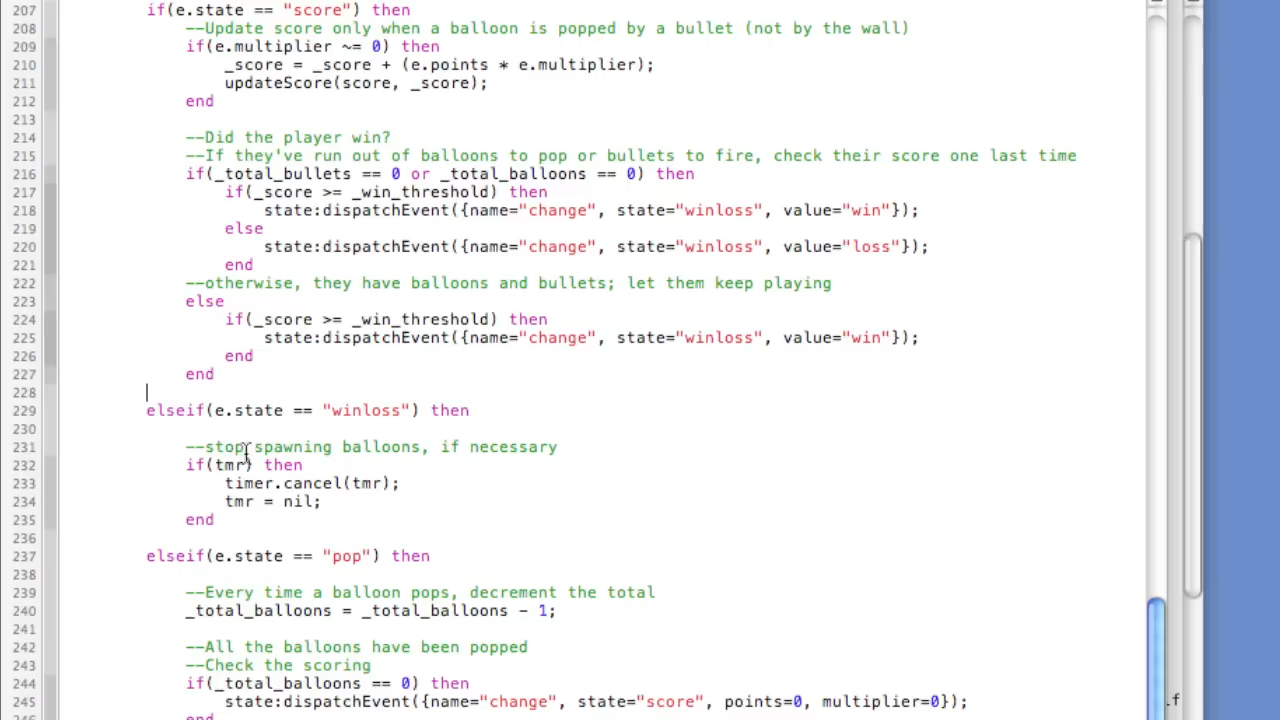 207 if(e.state == "score") then
208 --Update score only when a balloon is popped by a bullet (not by the wall)
209 if(e.multiplier ~= 0) then
210 _score = _score + (e.points * e.multiplier);
211 updateScore(score, _score);
212 end
213
214 --Did the player win?
215 --If they've run out of balloons to pop or bullets to fire, check their score one last time
216 if(_total_bullets == 0 or _total_balloons == 0) then
217 if(_score >= _win_threshold) then
218 state:dispatchEvent({name="change", state="winloss", value="win"});
219 else
220 state:dispatchEvent({name="change", state="winloss", value="loss"});
221 end
222 --otherwise, they have balloons and bullets; let them keep playing
223 else
224 if(_score >= _win_threshold) then
225 state:dispatchEvent({name="change", state="winloss", value="win"});
226 end
227 end
228
229 elseif(e.state == "winloss") then
230
231 --stop spawning balloons, if necessary
232 if(tmr) then
233 timer.cancel(tmr);
234 tmr = nil;
235 end
236
237 elseif(e.state == "pop") then
238
239 --Every time a balloon pops, decrement the total
240 _total_balloons = _total_balloons - 1;
241
242 --All the balloons have been popped
243 --Check the scoring
244 if(_total_balloons == 0) then
245 state:dispatchEvent({name="change", state="score", points=0, multiplier=0});
246 end
.f